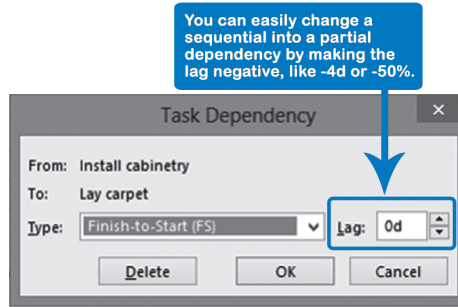 You can easily change a
sequential into a partial
dependency by making the
lag negative, like -4d or -50%.
Task Dependency
From: Install cabinetry
To: Lay carpet
Type: Finish-to-Start (FS) Lag: 0d
Delete OK Cancel